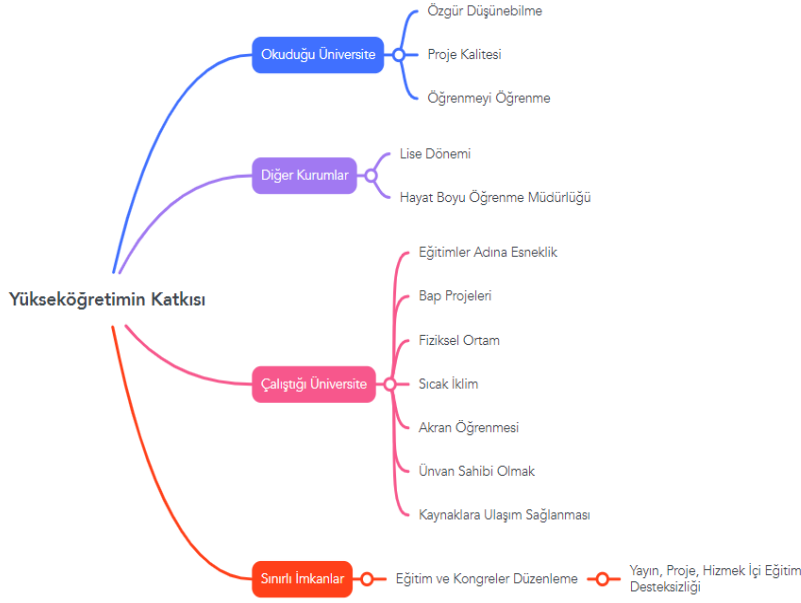 Özgür Düşünebilme
Okuduğu Üniversite
Proje Kalitesi
Öğrenmeyi Öğrenme
Lise Dönemi
Diğer Kurumlar
Hayat Boyu Öğrenme Müdürlüğü
Yükseköğretimin Katkısı
Eğitimler Adına Esneklik
Bap Projeleri
Fiziksel Ortam
Çalıştığı Üniversite
Sıcak İklim
Akran Öğrenmesi
Ünvan Sahibi Olmak
Kaynaklara Ulaşım Sağlanması
Sınırlı İmkanlar
Eğitim ve Kongreler Düzenleme
Yayın, Proje, Hizmek İçi Eğitim
Desteksizliği